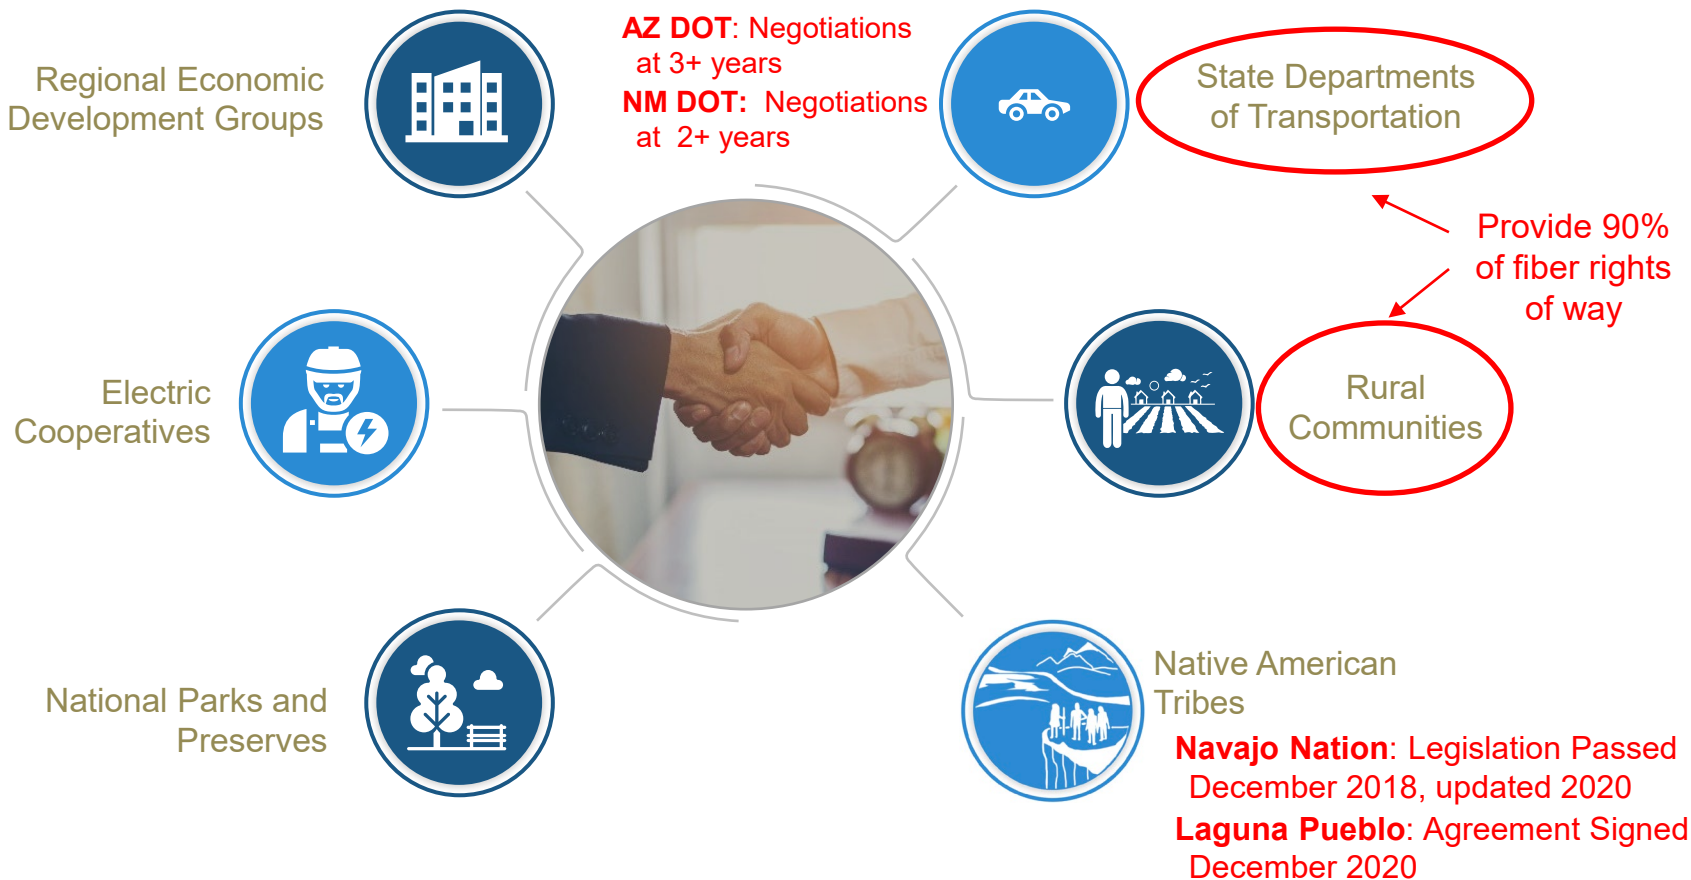 Regional Economic
Development Groups
AZ DOT: Negotiations
at 3+ years
NM DOT: Negotiations
at 2+ years
State Departments
of Transportation
Provide 90%
of fiber rights
of way
Electric
Cooperatives
Rural
Communities
National Parks and
Preserves
Native American
Tribes
Navajo Nation: Legislation Passed
December 2018, updated 2020
Laguna Pueblo: Agreement Signed
December 2020